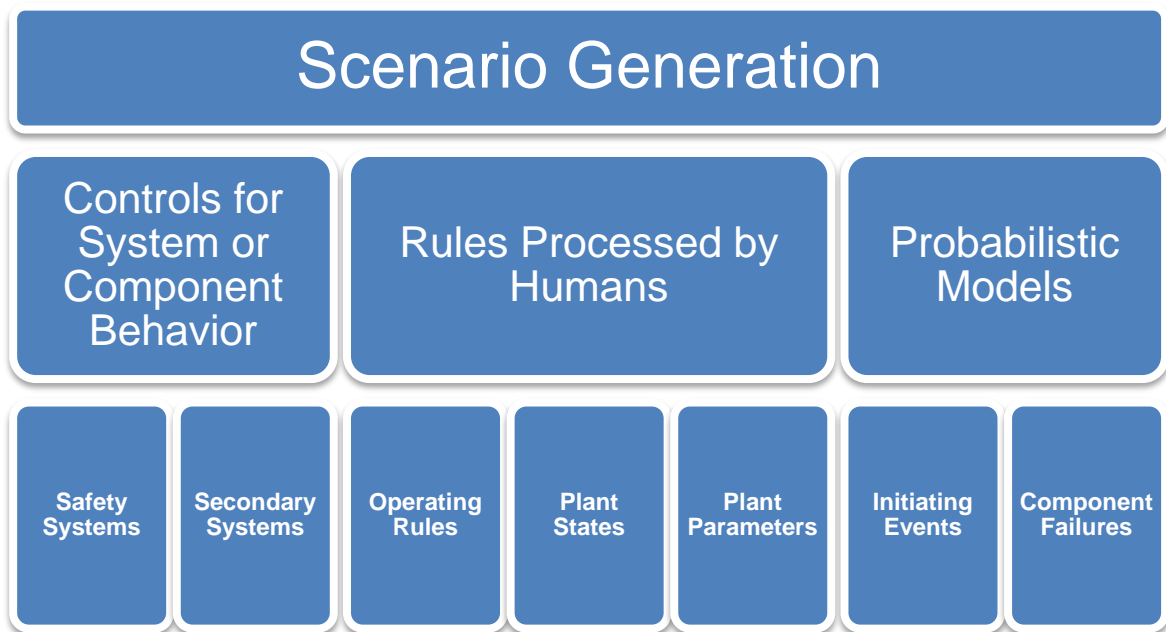 Scenario Generation
Controls for
System or
Component
Behavior
Rules Processed by
Humans
Probabilistic
Models
Safety
Systems
Secondary
Systems
Operating
Rules
Plant
States
Plant
Parameters
Initiating
Events
Component
Failures